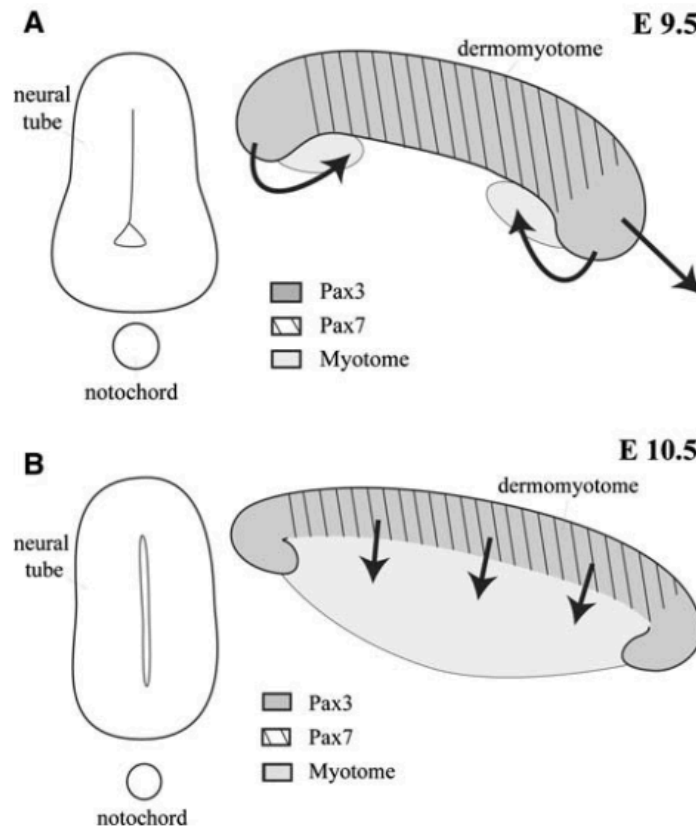 A
E 9.5
dermomyotome
neural
tube
Pax3
Pax7
Myotome
notochord
B
E 10.5
dermomyotome
neural
tube
Pax3
Pax7
Myotome
notochord